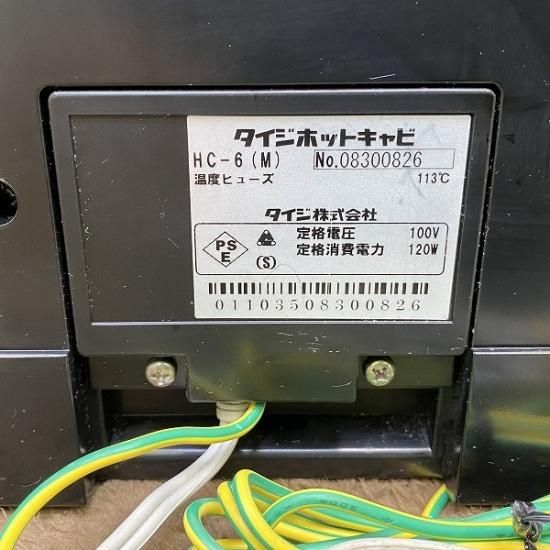 タイジホットキャビ
HC-6(M) No.08300826
温度ヒューズ 113℃
タイジ株式会社
PS
E
(S)
定格電圧 100V
定格消費電力 120W
01103508300826